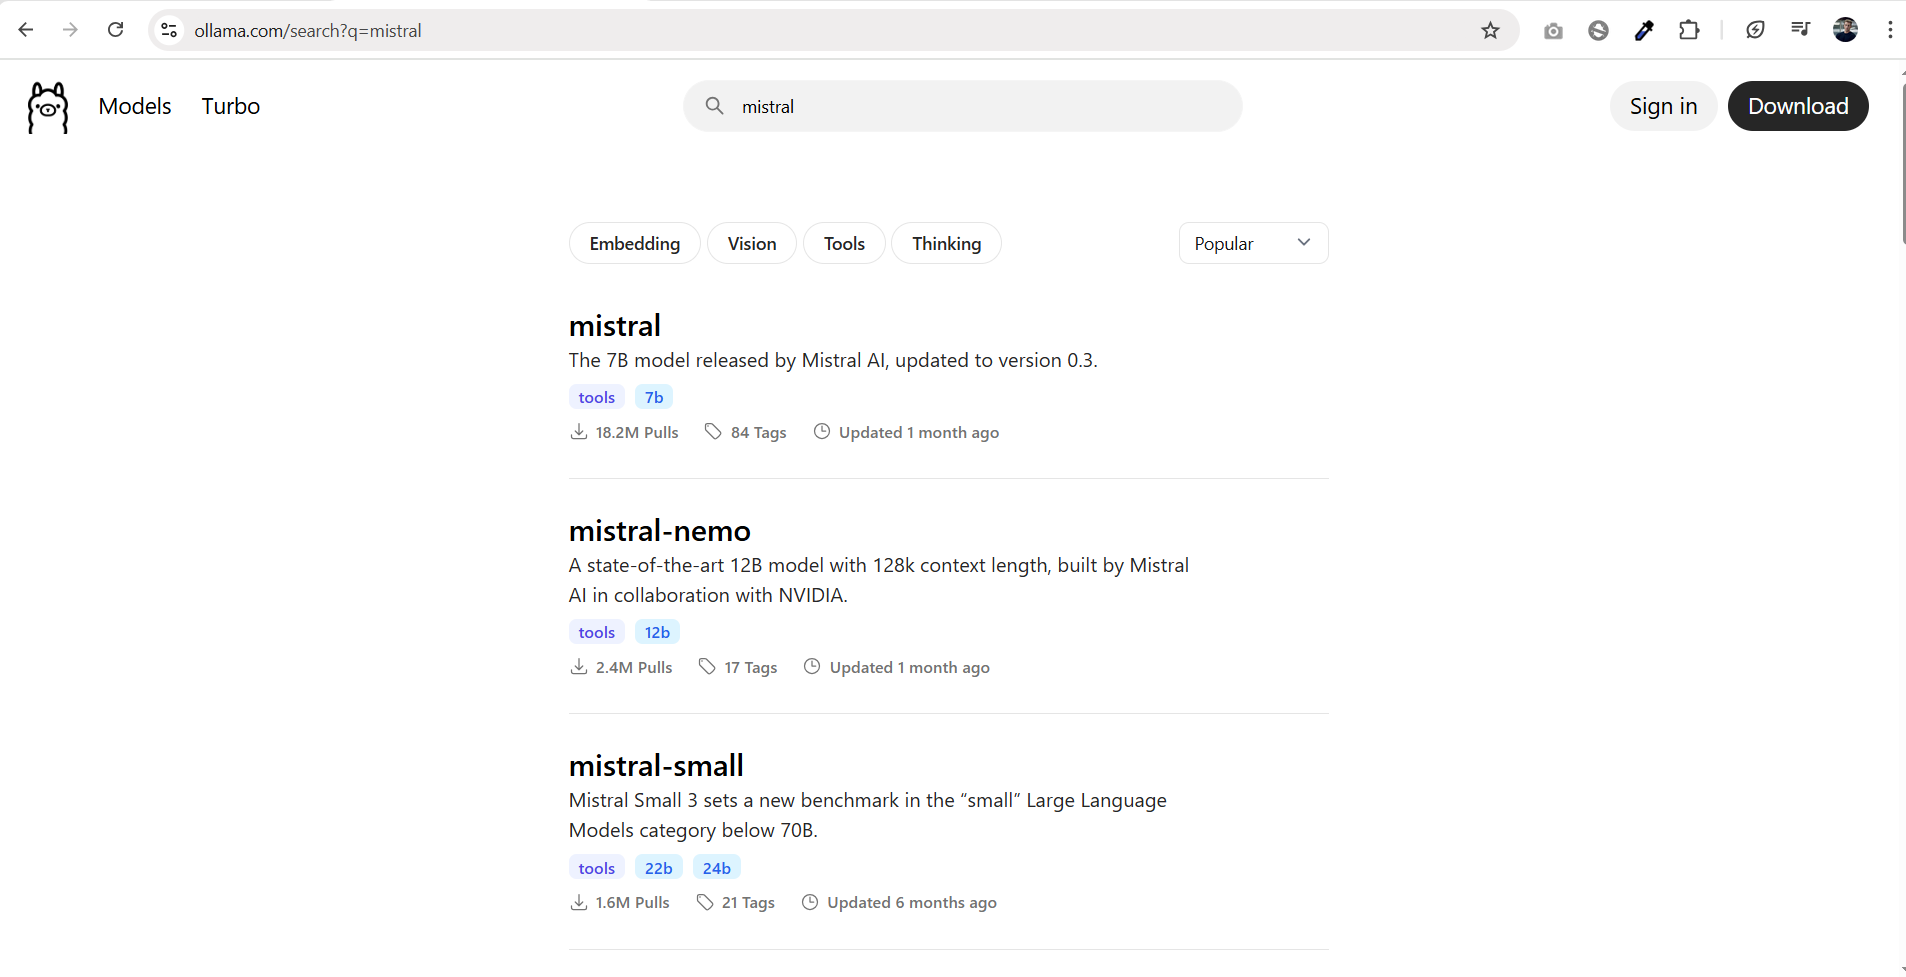 ollama.com/search?q=mistral
Models Turbo
mistral
Sign in Download
Embedding Vision Tools Thinking Popular
mistral
The 7B model released by Mistral AI, updated to version 0.3.
tools 7b
18.2M Pulls 84 Tags Updated 1 month ago
mistral-nemo
A state-of-the-art 12B model with 128k context length, built by Mistral
AI in collaboration with NVIDIA.
tools 12b
2.4M Pulls 17 Tags Updated 1 month ago
mistral-small
Mistral Small 3 sets a new benchmark in the “small” Large Language
Models category below 70B.
tools 22b 24b
1.6M Pulls 21 Tags Updated 6 months ago